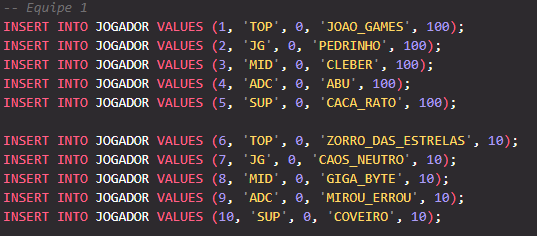 -- Equipe 1
INSERT INTO JOGADOR VALUES (1, 'TOP', 0, 'JOAO_GAMES', 100);
INSERT INTO JOGADOR VALUES (2, 'JG', 0, 'PEDRINHO', 100);
INSERT INTO JOGADOR VALUES (3, 'MID', 0, 'CLEBER', 100);
INSERT INTO JOGADOR VALUES (4, 'ADC', 0, 'ABU', 100);
INSERT INTO JOGADOR VALUES (5, 'SUP', 0, 'CACA_RATO', 100);
INSERT INTO JOGADOR VALUES (6, 'TOP', 0, 'ZORRO_DAS_ESTRELAS', 10);
INSERT INTO JOGADOR VALUES (7, 'JG', 0, 'CAOS_NEUTRO', 10);
INSERT INTO JOGADOR VALUES (8, 'MID', 0, 'GIGA_BYTE', 10);
INSERT INTO JOGADOR VALUES (9, 'ADC', 0, 'MIROU_ERROU', 10);
INSERT INTO JOGADOR VALUES (10, 'SUP', 0, 'COVEIRO', 10);